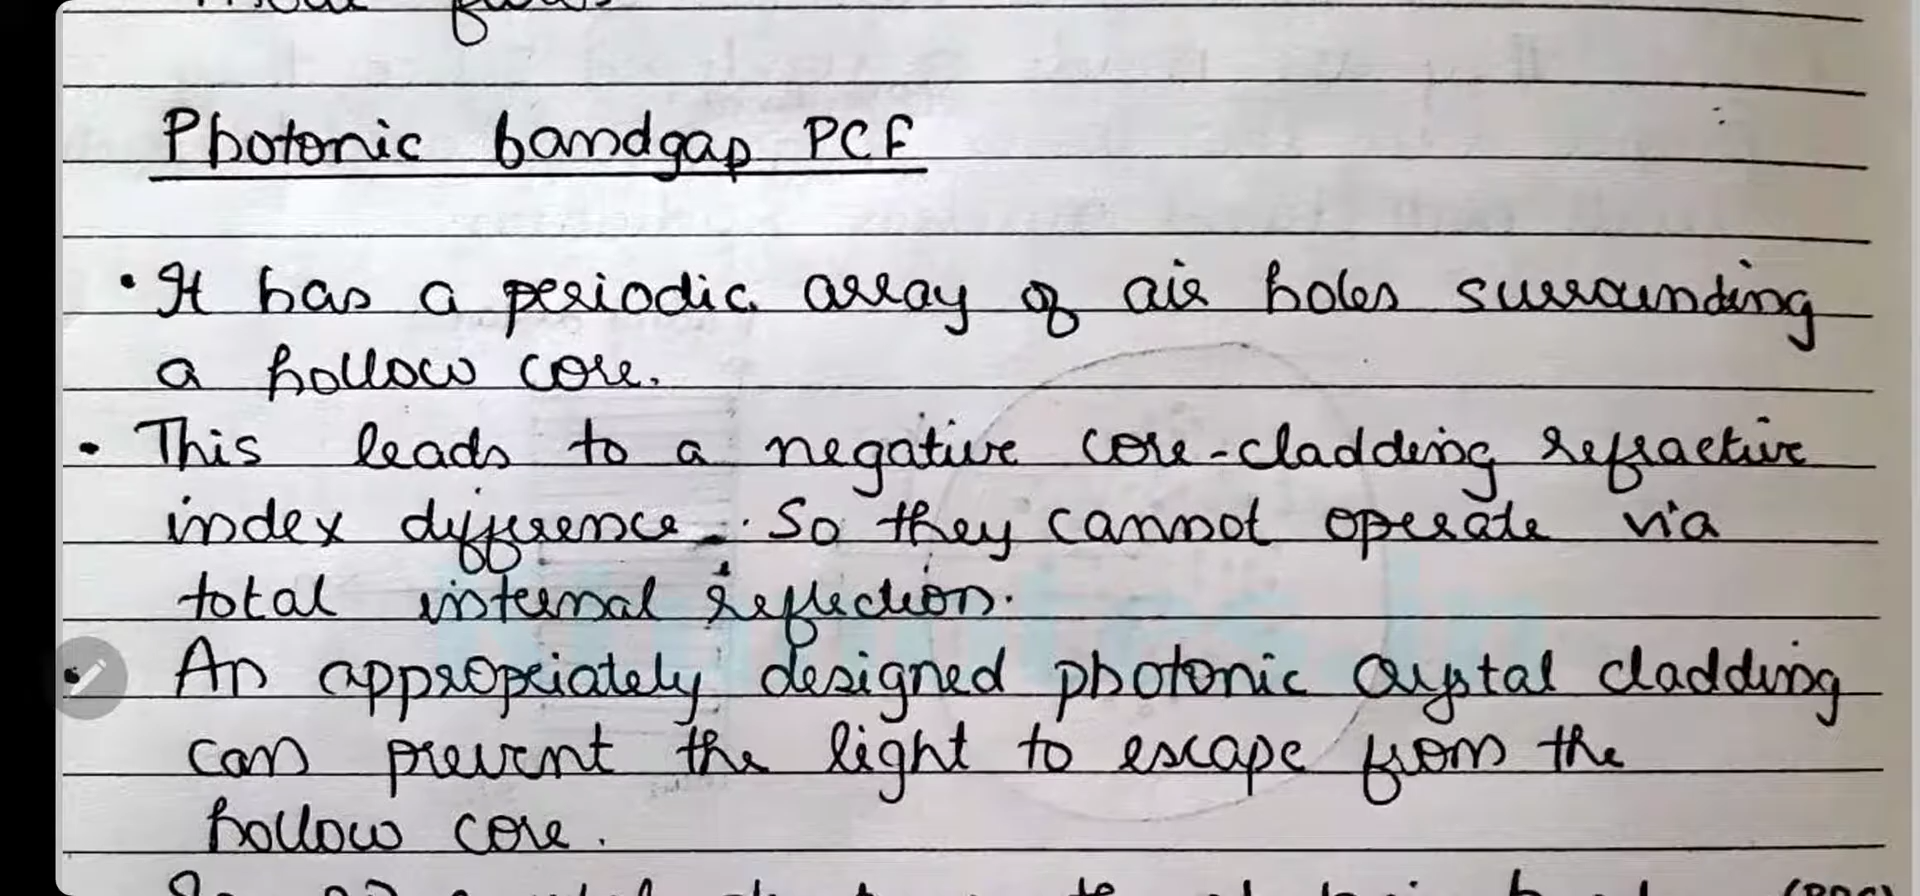 Photonic bandgap PCF
• It has a periodic array of air holes surrounding
a hollow core.
• This leads to a negative core-cladding refractive
index difference. So they cannot operate via
total internal reflection.
• An appropriately designed photonic crystal cladding
can prevent the light to escape from the
hollow core.